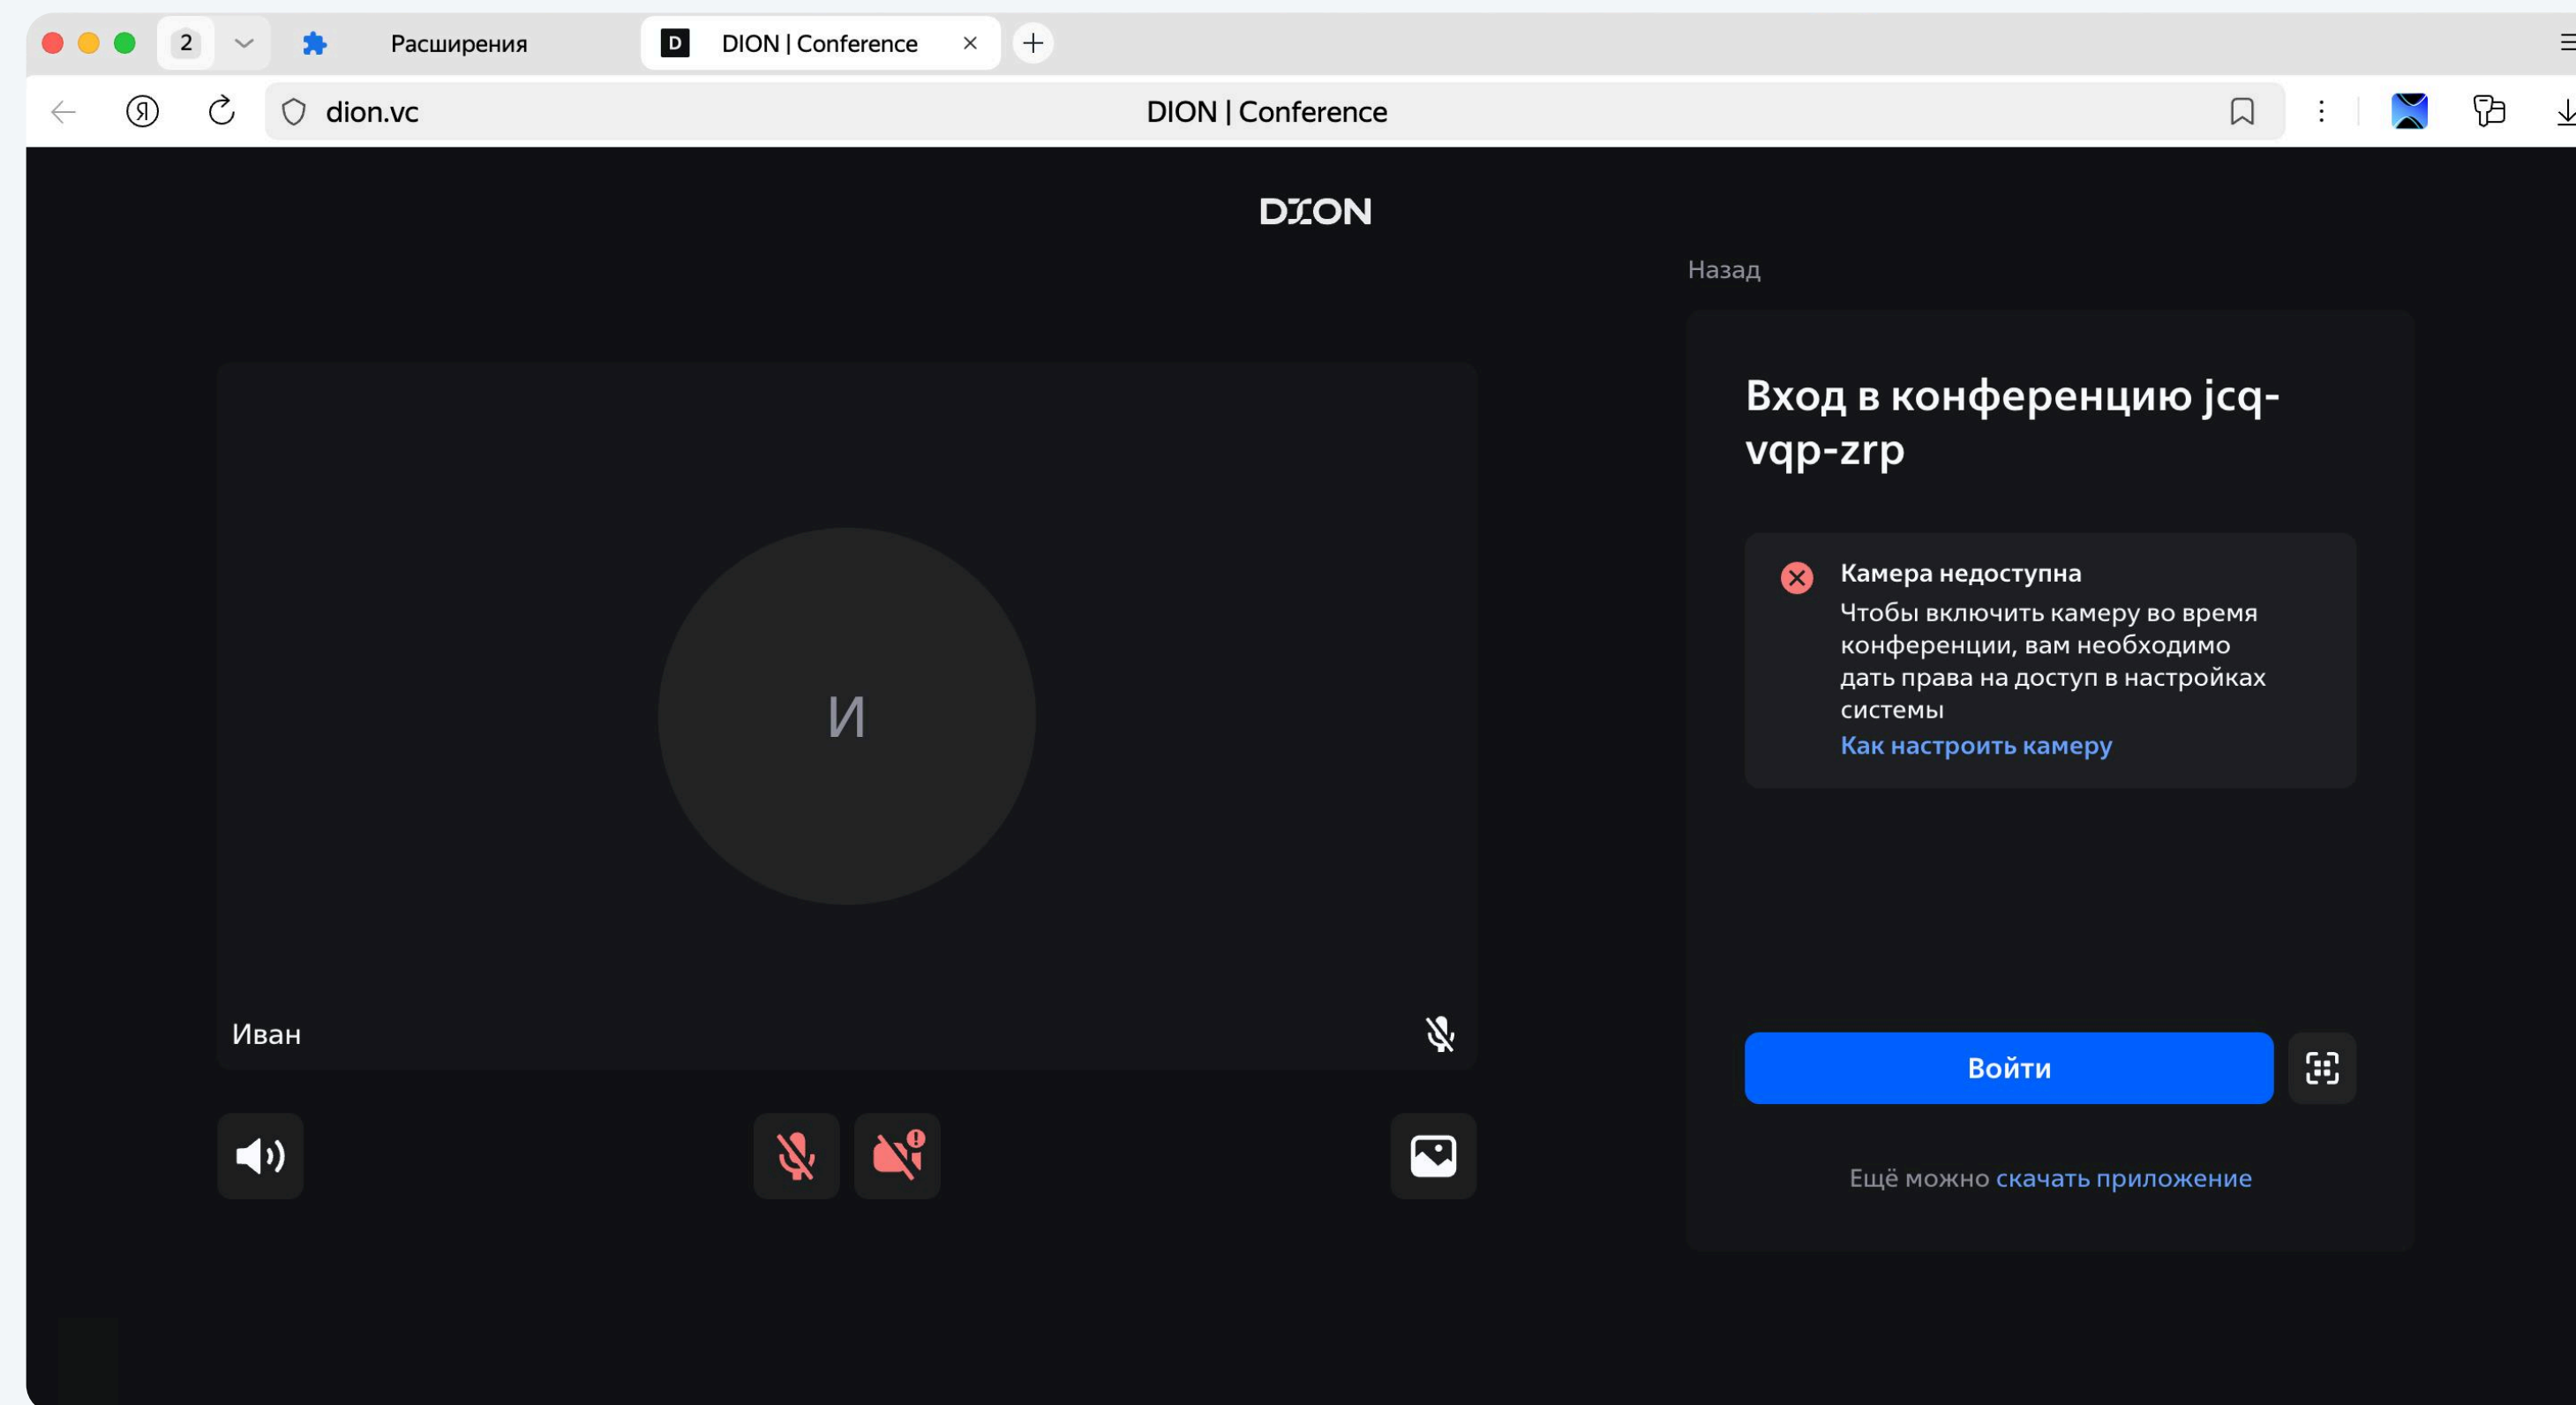 2
Расширения
D
DION | Conference
Я
dion.vc
DION | Conference
DION
Назад
Вход в конференцию jcq-
vqp-zrp
Камера недоступна
Чтобы включить камеру во время
конференции, вам необходимо
дать права на доступ в настройках
системы
Как настроить камеру
И
Иван
Войти
Ещё можно скачать приложение